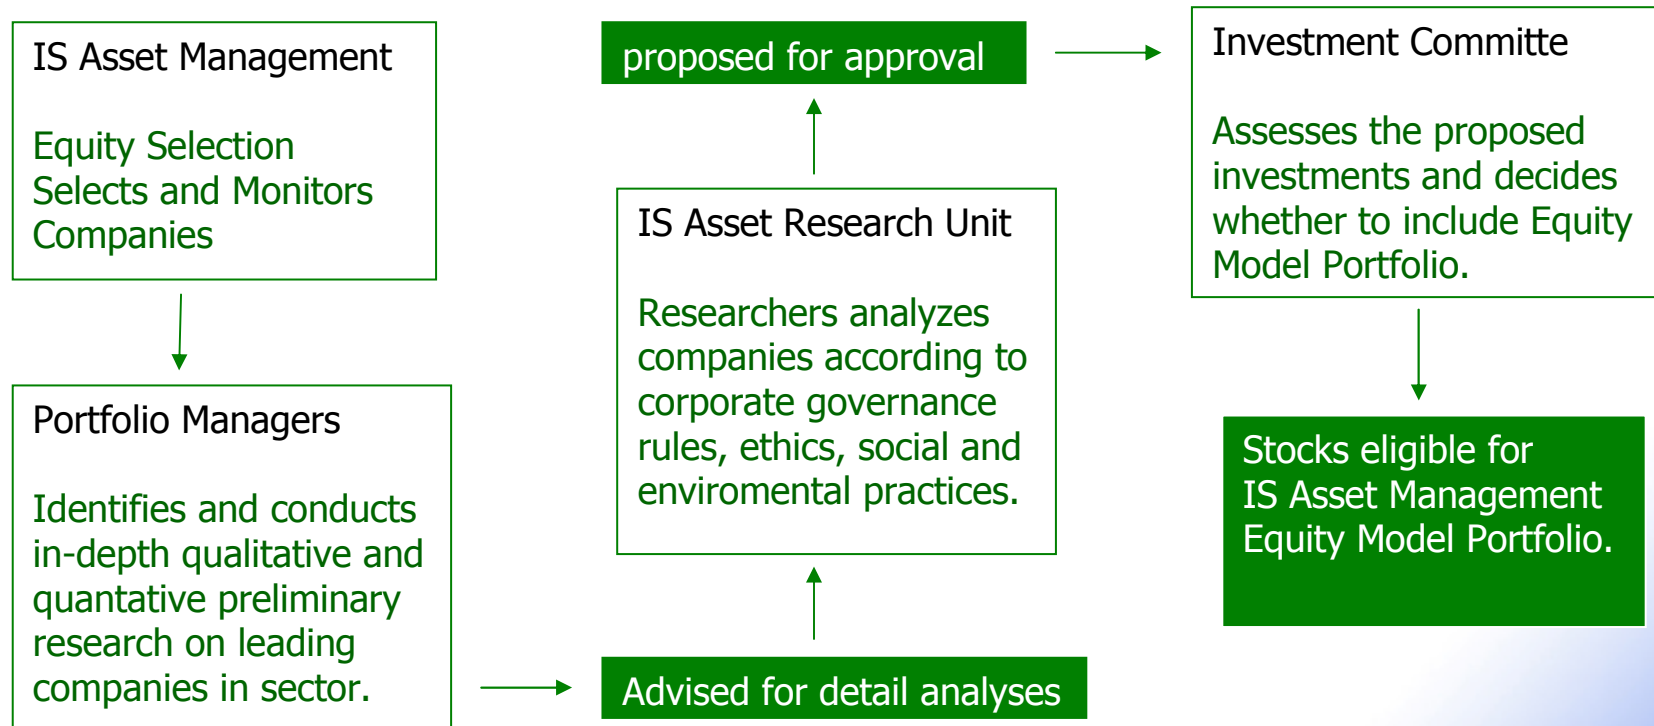 IS Asset Management
Equity Selection
Selects and Monitors
Companies
Portfolio Managers
Identifies and conducts
in-depth qualitative and
quantative preliminary
research on leading
companies in sector.
Advised for detail analyses
IS Asset Research Unit
Researchers analyzes
companies according to
corporate governance
rules, ethics, social and
enviromental practices.
proposed for approval
Investment Committe
Assesses the proposed
investments and decides
whether to include Equity
Model Portfolio.
Stocks eligible for
IS Asset Management
Equity Model Portfolio.